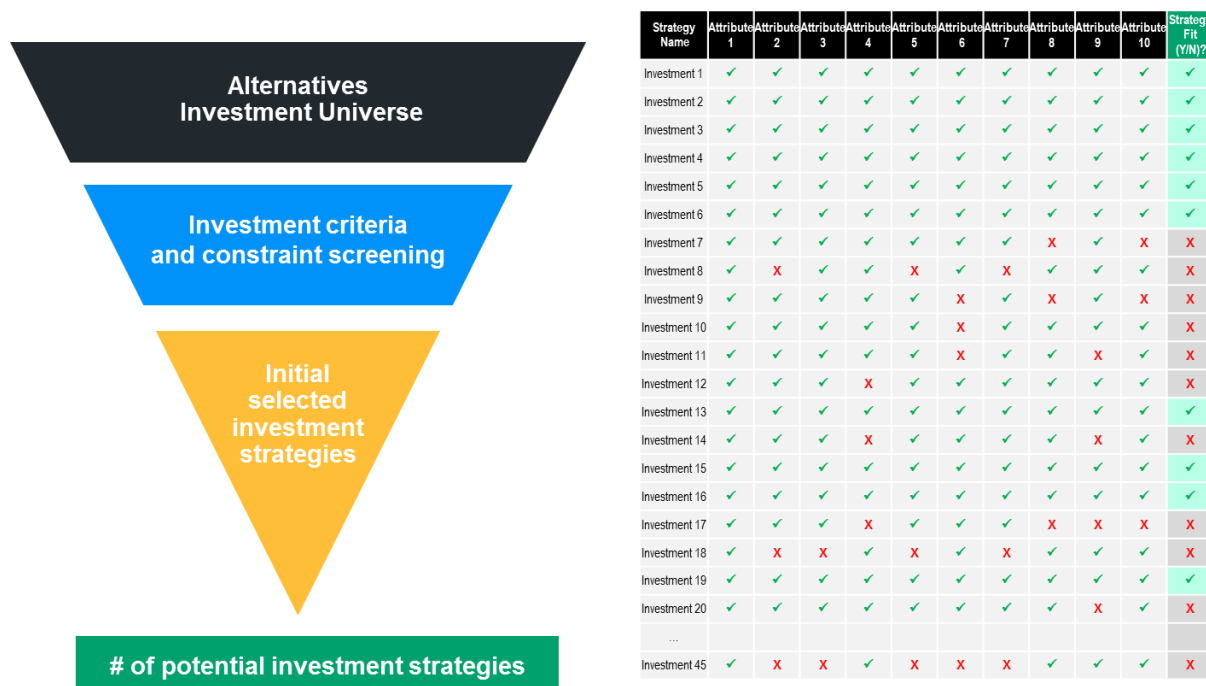 Alternatives
Investment Universe
Investment criteria
and constraint screening
Initial
selected
investment
strategies
# of potential investment strategies
Strategy Name Attribute 1 Attribute 2 Attribute 3 Attribute 4 Attribute 5 Attribute 6 Attribute 7 Attribute 8 Attribute 9 Attribute 10 Strategy Fit (Y/N)?
Investment 1 ✓ ✓ ✓ ✓ ✓ ✓ ✓ ✓ ✓ ✓ ✓
Investment 2 ✓ ✓ ✓ ✓ ✓ ✓ ✓ ✓ ✓ ✓ ✓
Investment 3 ✓ ✓ ✓ ✓ ✓ ✓ ✓ ✓ ✓ ✓ ✓
Investment 4 ✓ ✓ ✓ ✓ ✓ ✓ ✓ ✓ ✓ ✓ ✓
Investment 5 ✓ ✓ ✓ ✓ ✓ ✓ ✓ ✓ ✓ ✓ ✓
Investment 6 ✓ ✓ ✓ ✓ ✓ ✓ ✓ ✓ ✓ ✓ ✓
Investment 7 ✓ ✓ ✓ ✓ ✓ ✓ ✓ X ✓ X X
Investment 8 ✓ X ✓ ✓ X ✓ X ✓ ✓ ✓ X
Investment 9 ✓ ✓ ✓ ✓ ✓ X ✓ X ✓ X X
Investment 10 ✓ ✓ ✓ ✓ ✓ X ✓ ✓ ✓ ✓ X
Investment 11 ✓ ✓ ✓ ✓ ✓ X ✓ ✓ X ✓ X
Investment 12 ✓ ✓ ✓ X ✓ ✓ ✓ ✓ ✓ ✓ X
Investment 13 ✓ ✓ ✓ ✓ ✓ ✓ ✓ ✓ ✓ ✓ ✓
Investment 14 ✓ ✓ ✓ X ✓ ✓ ✓ ✓ X ✓ X
Investment 15 ✓ ✓ ✓ ✓ ✓ ✓ ✓ ✓ ✓ ✓ ✓
Investment 16 ✓ ✓ ✓ ✓ ✓ ✓ ✓ ✓ ✓ ✓ ✓
Investment 17 ✓ ✓ ✓ X ✓ ✓ ✓ X X X X
Investment 18 ✓ X X ✓ X ✓ X ✓ ✓ ✓ X
Investment 19 ✓ ✓ ✓ ✓ ✓ ✓ ✓ ✓ ✓ ✓ ✓
Investment 20 ✓ ✓ ✓ ✓ ✓ ✓ ✓ ✓ X ✓ X
...
Investment 45 ✓ X X ✓ X X X ✓ ✓ ✓ X